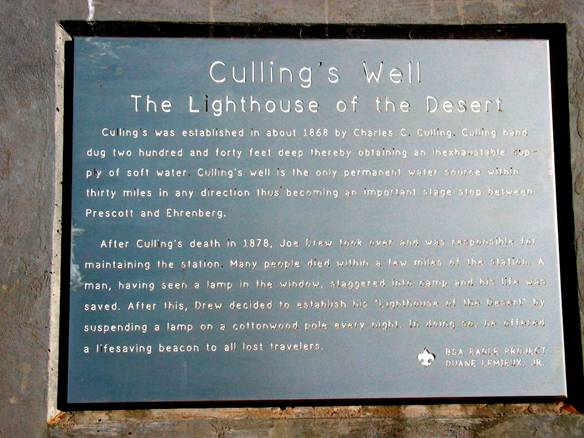 Culling's Well
The Lighthouse of the Desert
Culling's was established in about 1868 by Charles C. Culling. Culling hand
dug two hundred and forty feet deep thereby obtaining an inexhaustable sup-
ply of soft water. Culling's well is the only permanent water source within
thirty miles in any direction thus becoming an important stage stop between
Prescott and Ehrenberg.
After Culling's death in 1878, Joe Drew took over and was responsible for
maintaining the station. Many people died within a few miles of the station. A
man, having seen a lamp in the window, staggered into camp and his life was
saved. After this, Drew decided to establish his "Lighthouse of the Desert" by
suspending a lamp on a cottonwood pole every night. In doing so, he offered
a lifesaving beacon to all lost travelers.
BSA EAGLE PROJECT
DUANE LEMIEUX, JR.